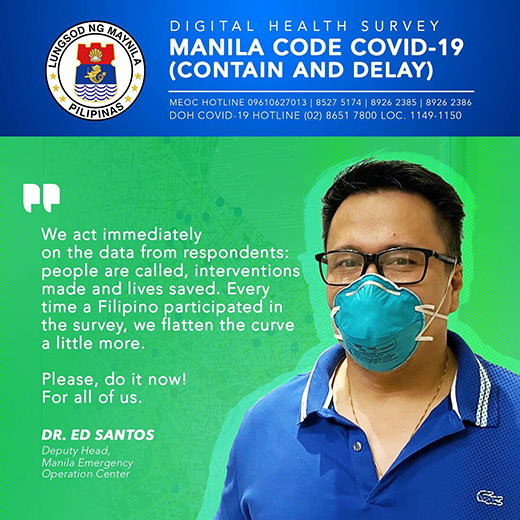 LUNGSOD NG MAYNILA
PILIPINAS
DIGITAL HEALTH SURVEY
MANILA CODE COVID-19
(CONTAIN AND DELAY)
MEOC HOTLINE 09610627013 | 8527 5174 | 8926 2385 | 8926 2386
DOH COVID-19 HOTLINE (02) 8651 7800 LOC. 1149-1150
"
We act immediately
on the data from respondents:
people are called, interventions
made and lives saved. Every
time a Filipino participated in
the survey, we flatten the curve
a little more.
Please, do it now!
For all of us.
DR. ED SANTOS
Deputy Head,
Manila Emergency
Operation Center